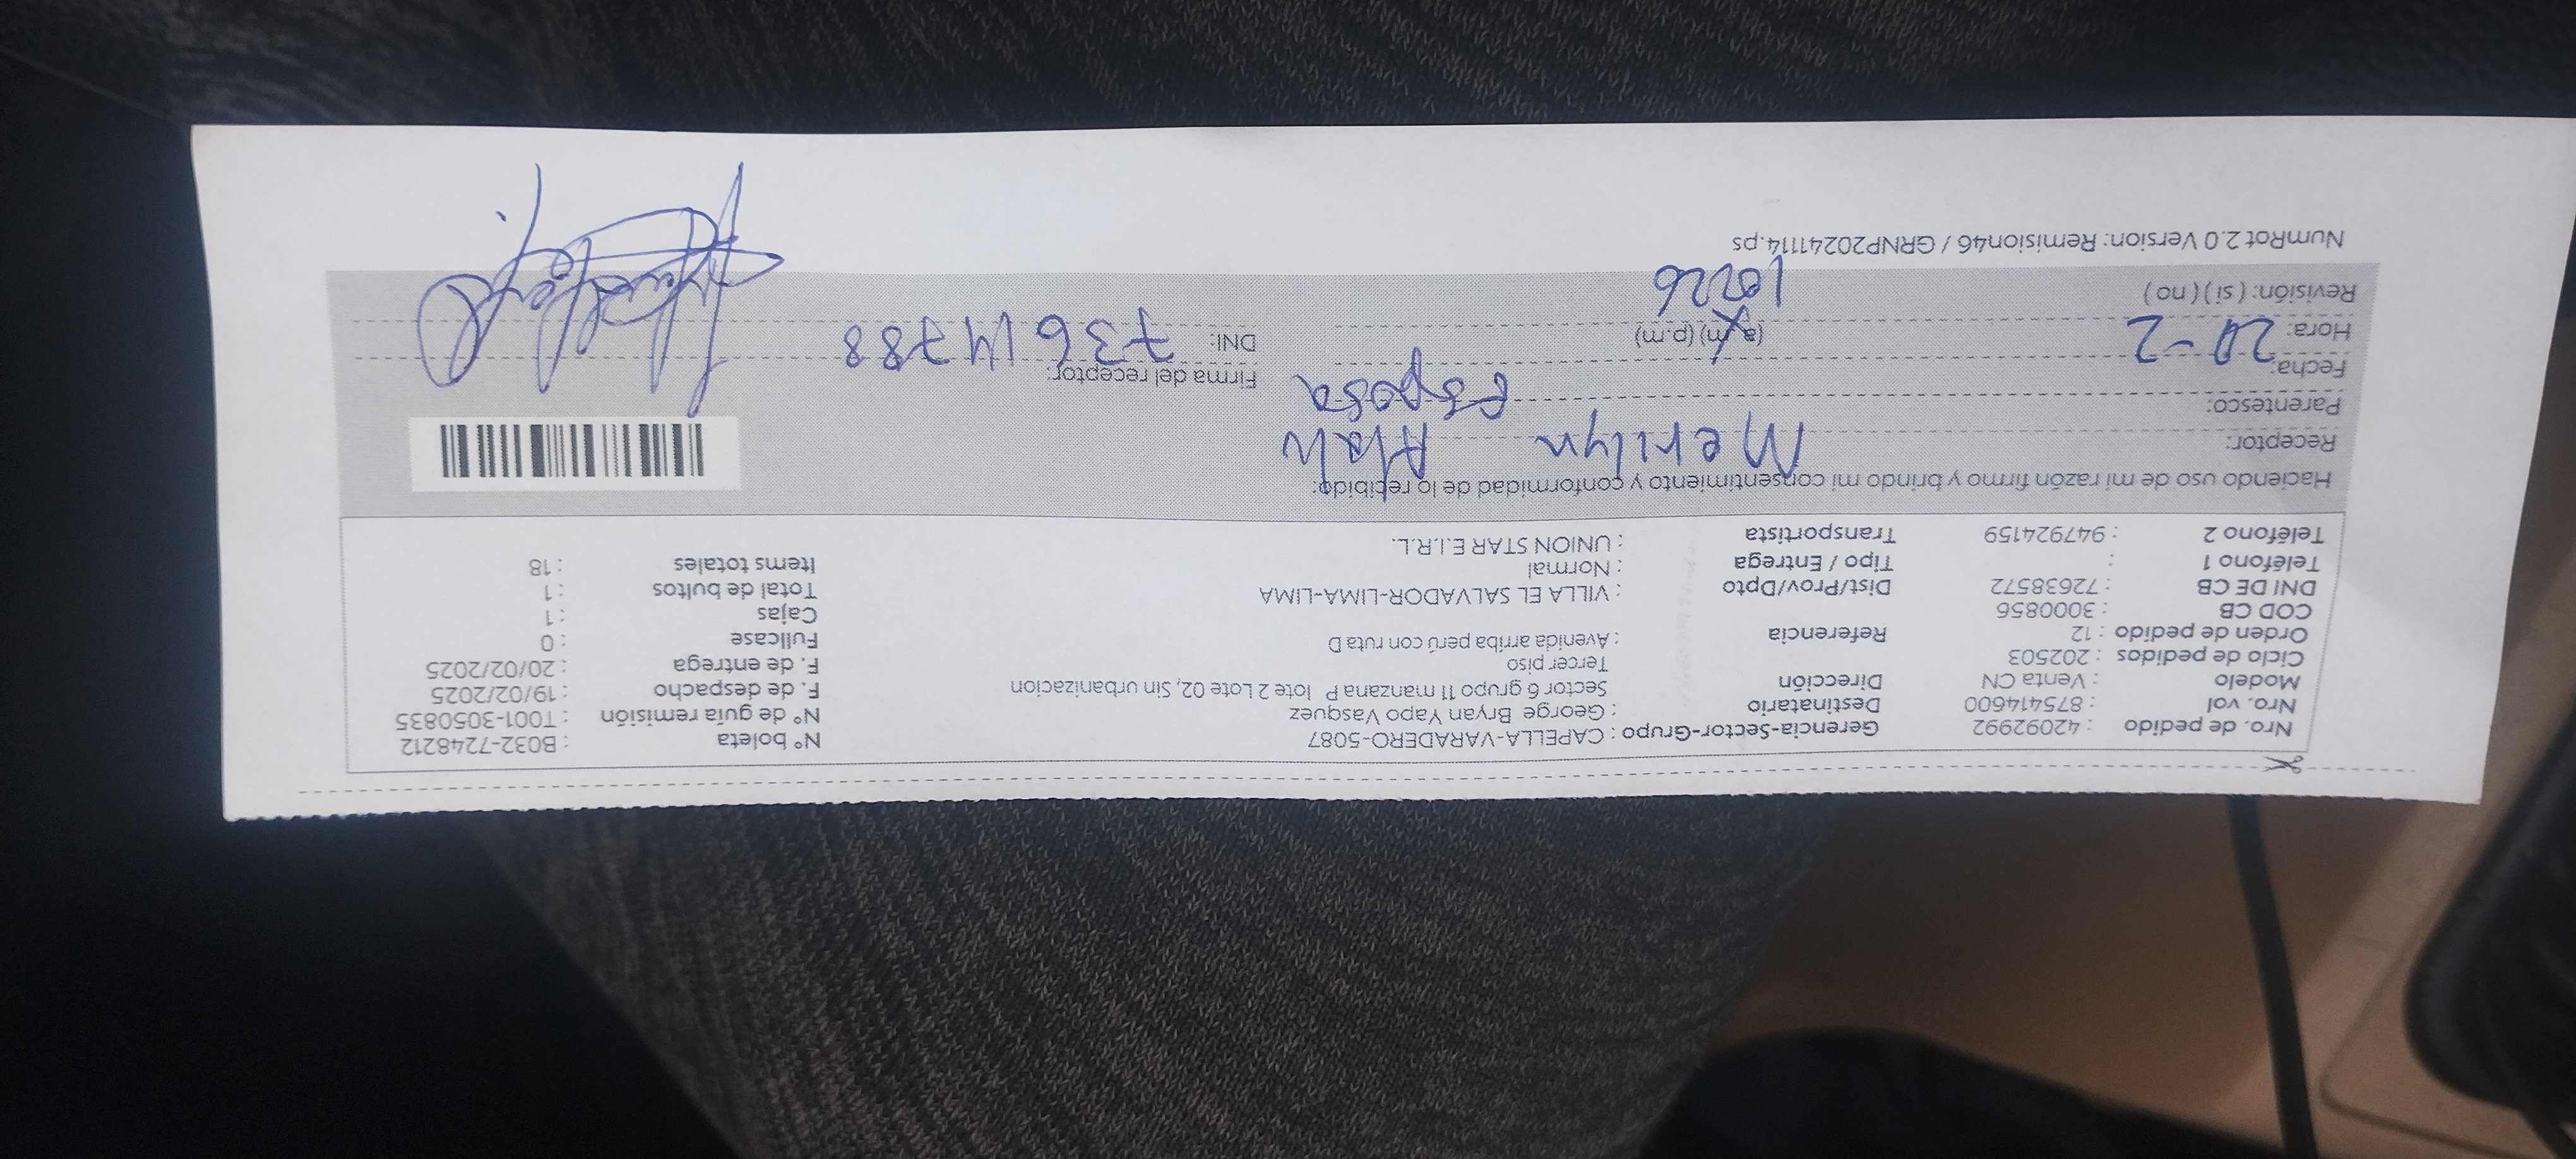 Nro. de pedido : 42092992 Gerencia-Sector-Grupo : CAPELLA-VARADERO-5087 N° boleta : B032-7248212
Nro. vol : 875414600 Destinatario : George Bryan Yapo Vasquez N° de guía remisión : T001-3050835
Modelo : Venta CN Dirección Sector 6 grupo 11 manzana P lote 2 Lote 02, Sin urbanizacion F. de despacho : 19/02/2025
Ciclo de pedidos : 202503 Tercer piso F. de entrega : 20/02/2025
Orden de pedido : 12 Referencia : Avenida arriba perú con ruta D Fullcase : 0
COD CB : 3000856 Cajas : 1
DNI DE CB : 72638572 Dist/Prov/Dpto : VILLA EL SALVADOR-LIMA-LIMA Total de bultos : 1
Teléfono 1 : Tipo / Entrega : Normal Items totales : 18
Teléfono 2 : 947924159 Transportista : UNION STAR E.I.R.L.
Haciendo uso de mi razón firmo y brindo mi consentimiento y conformidad de lo recibido:
Receptor: Merilyn
Parentesco: esposa
Fecha: 20-2 Firma del receptor:
Hora: (a.m) (p.m) DNI: 73614788
Revisión: ( si ) ( no ) 10226
NumRot 2.0 Version: Remision46 / GRNP20241114.ps